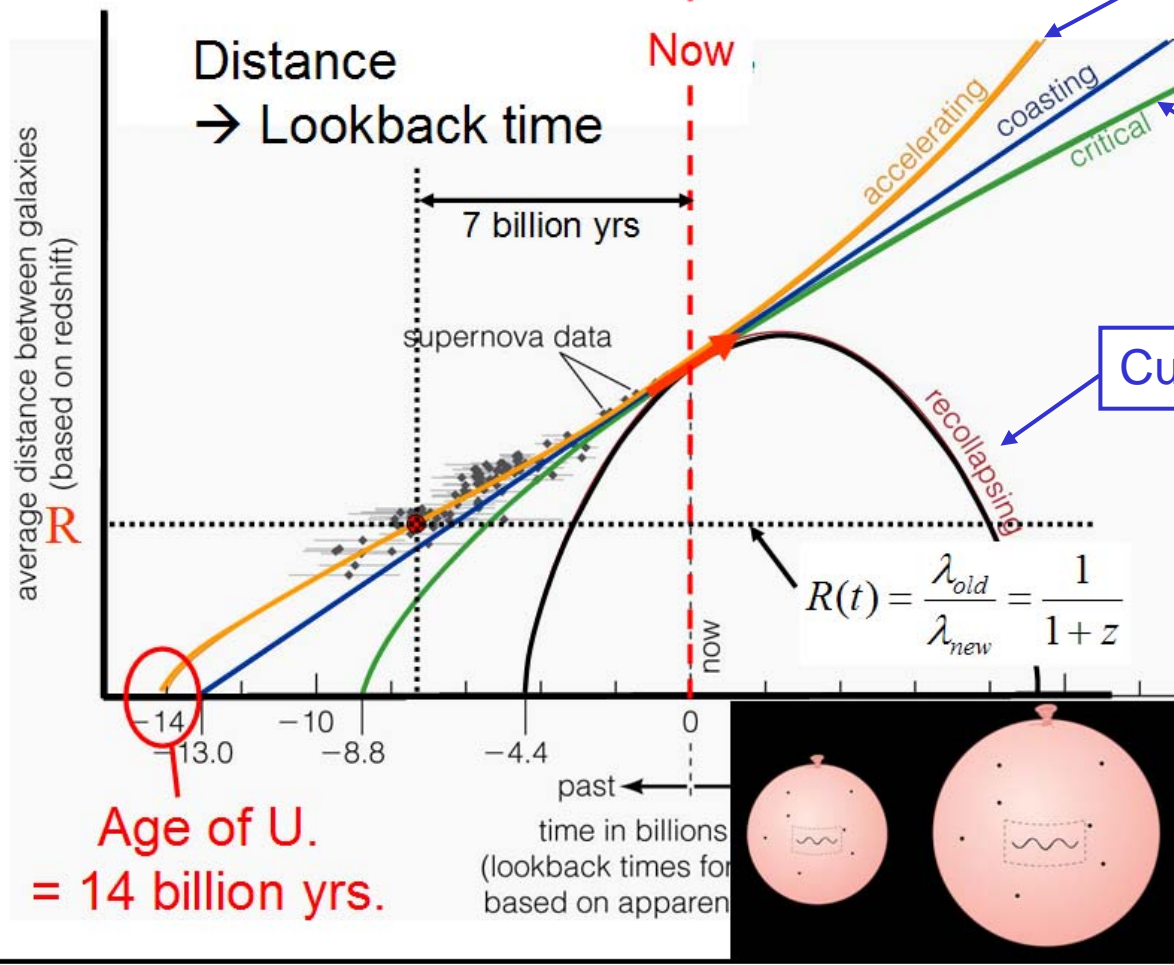 Distance
→ Lookback time
Now
accelerating
coasting
critical
7 billion yrs
supernova data
average distance between galaxies
(based on redshift)
R
Cu
recollapsing
R(t) = λold / λnew = 1 / 1 + z
now
−14
−13.0
−10
−8.8
−4.4
0
past
time in billions
(lookback times for
based on apparen
Age of U.
= 14 billion yrs.